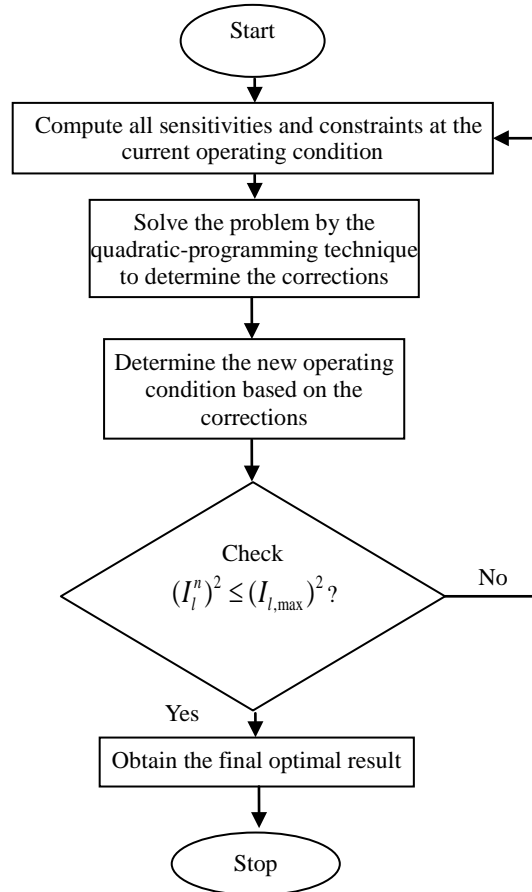 Start
Compute all sensitivities and constraints at the
current operating condition
Solve the problem by the
quadratic-programming technique
to determine the corrections
Determine the new operating
condition based on the
corrections
Check
$(I_l^n)^2 \leq (I_{l,\max})^2$?
No
Yes
Obtain the final optimal result
Stop